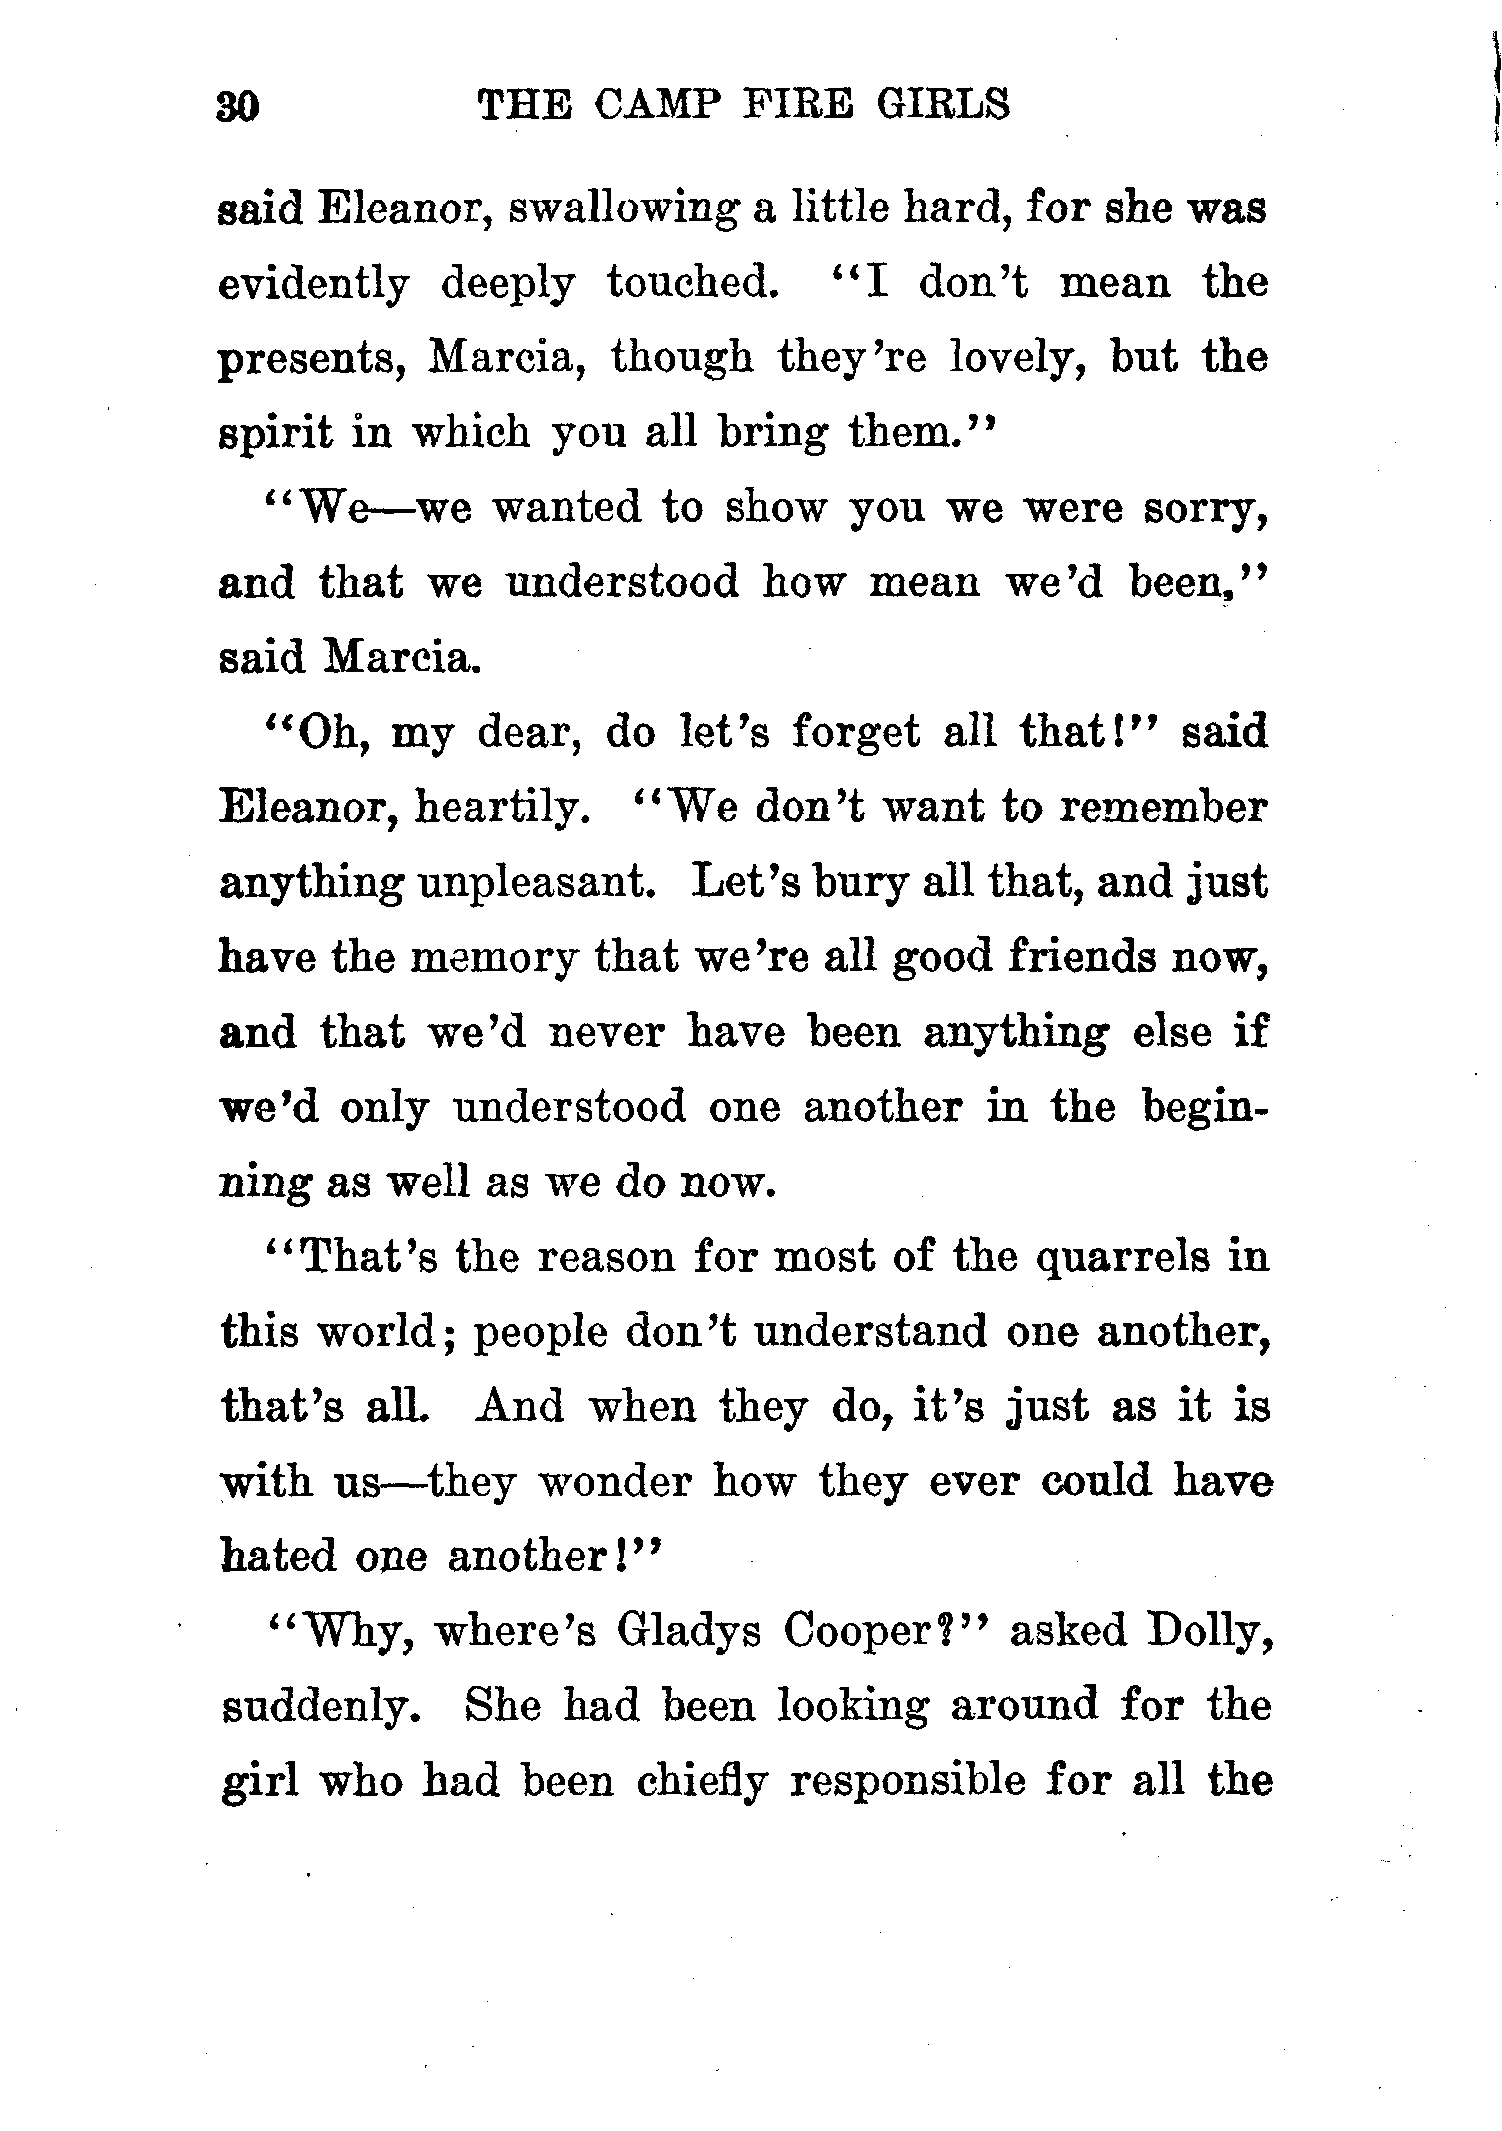 30 THE CAMP FIRE GIRLS
said Eleanor, swallowing a little hard, for she was
evidently deeply touched. “I don’t mean the
presents, Marcia, though they’re lovely, but the
spirit in which you all bring them.”
“We—we wanted to show you we were sorry,
and that we understood how mean we’d been,”
said Marcia.
“Oh, my dear, do let’s forget all that!” said
Eleanor, heartily. “We don’t want to remember
anything unpleasant. Let’s bury all that, and just
have the memory that we’re all good friends now,
and that we’d never have been anything else if
we’d only understood one another in the begin-
ning as well as we do now.
“That’s the reason for most of the quarrels in
this world; people don’t understand one another,
that’s all. And when they do, it’s just as it is
with us—they wonder how they ever could have
hated one another!”
“Why, where’s Gladys Cooper?” asked Dolly,
suddenly. She had been looking around for the
girl who had been chiefly responsible for all the